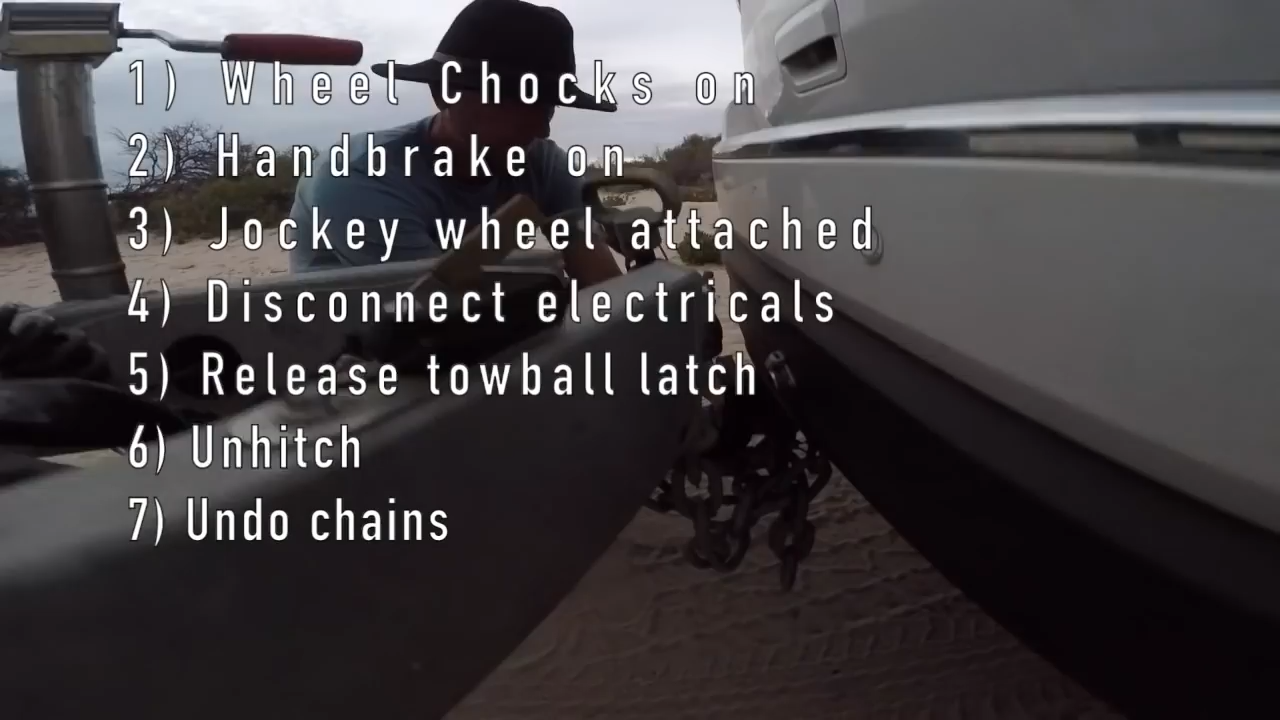 1) Wheel Chocks on
2) Handbrake on
3) Jockey wheel attached
4) Disconnect electricals
5) Release towball latch
6) Unhitch
7) Undo chains